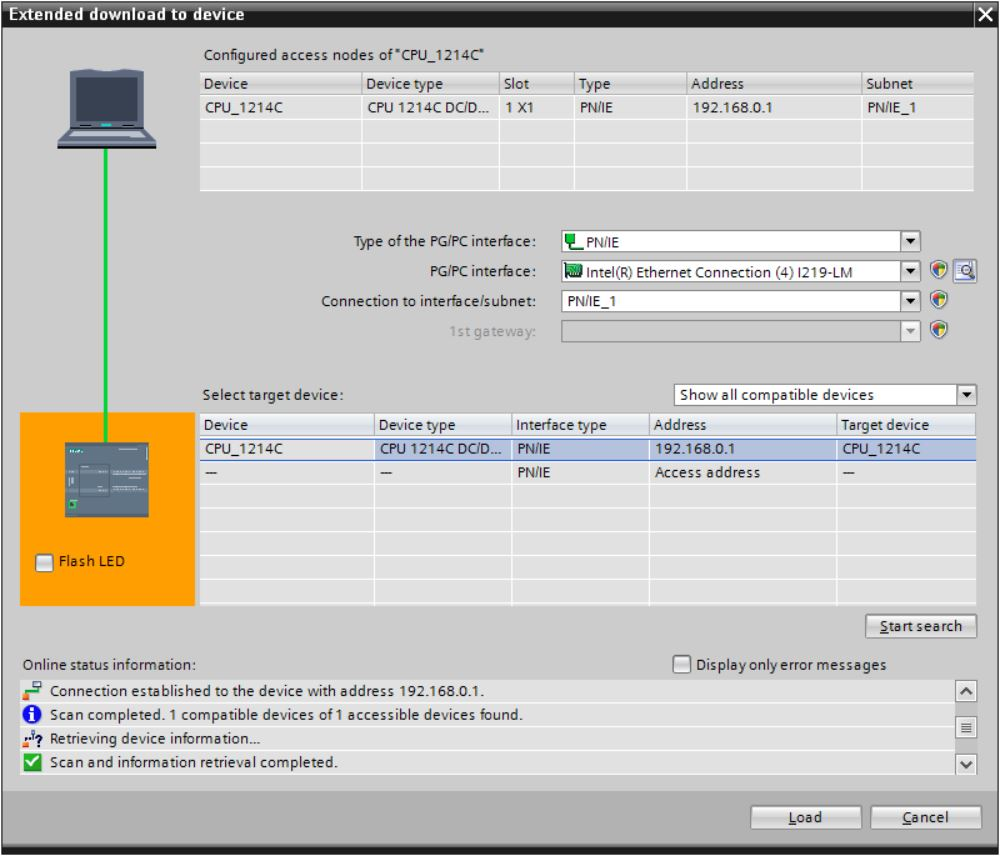 Extended download to device
Configured access nodes of "CPU_1214C"
Device Device type Slot Type Address Subnet
CPU_1214C CPU 1214C DC/D... 1 X1 PN/IE 192.168.0.1 PN/IE_1
Type of the PG/PC interface: PN/IE
PG/PC interface: Intel(R) Ethernet Connection (4) I219-LM
Connection to interface/subnet: PN/IE_1
1st gateway:
Select target device: Show all compatible devices
Device Device type Interface type Address Target device
CPU_1214C CPU 1214C DC/D... PN/IE 192.168.0.1 CPU_1214C
— — PN/IE Access address —
Flash LED
Start search
Online status information: Display only error messages
Connection established to the device with address 192.168.0.1.
Scan completed. 1 compatible devices of 1 accessible devices found.
Retrieving device information...
Scan and information retrieval completed.
Load Cancel